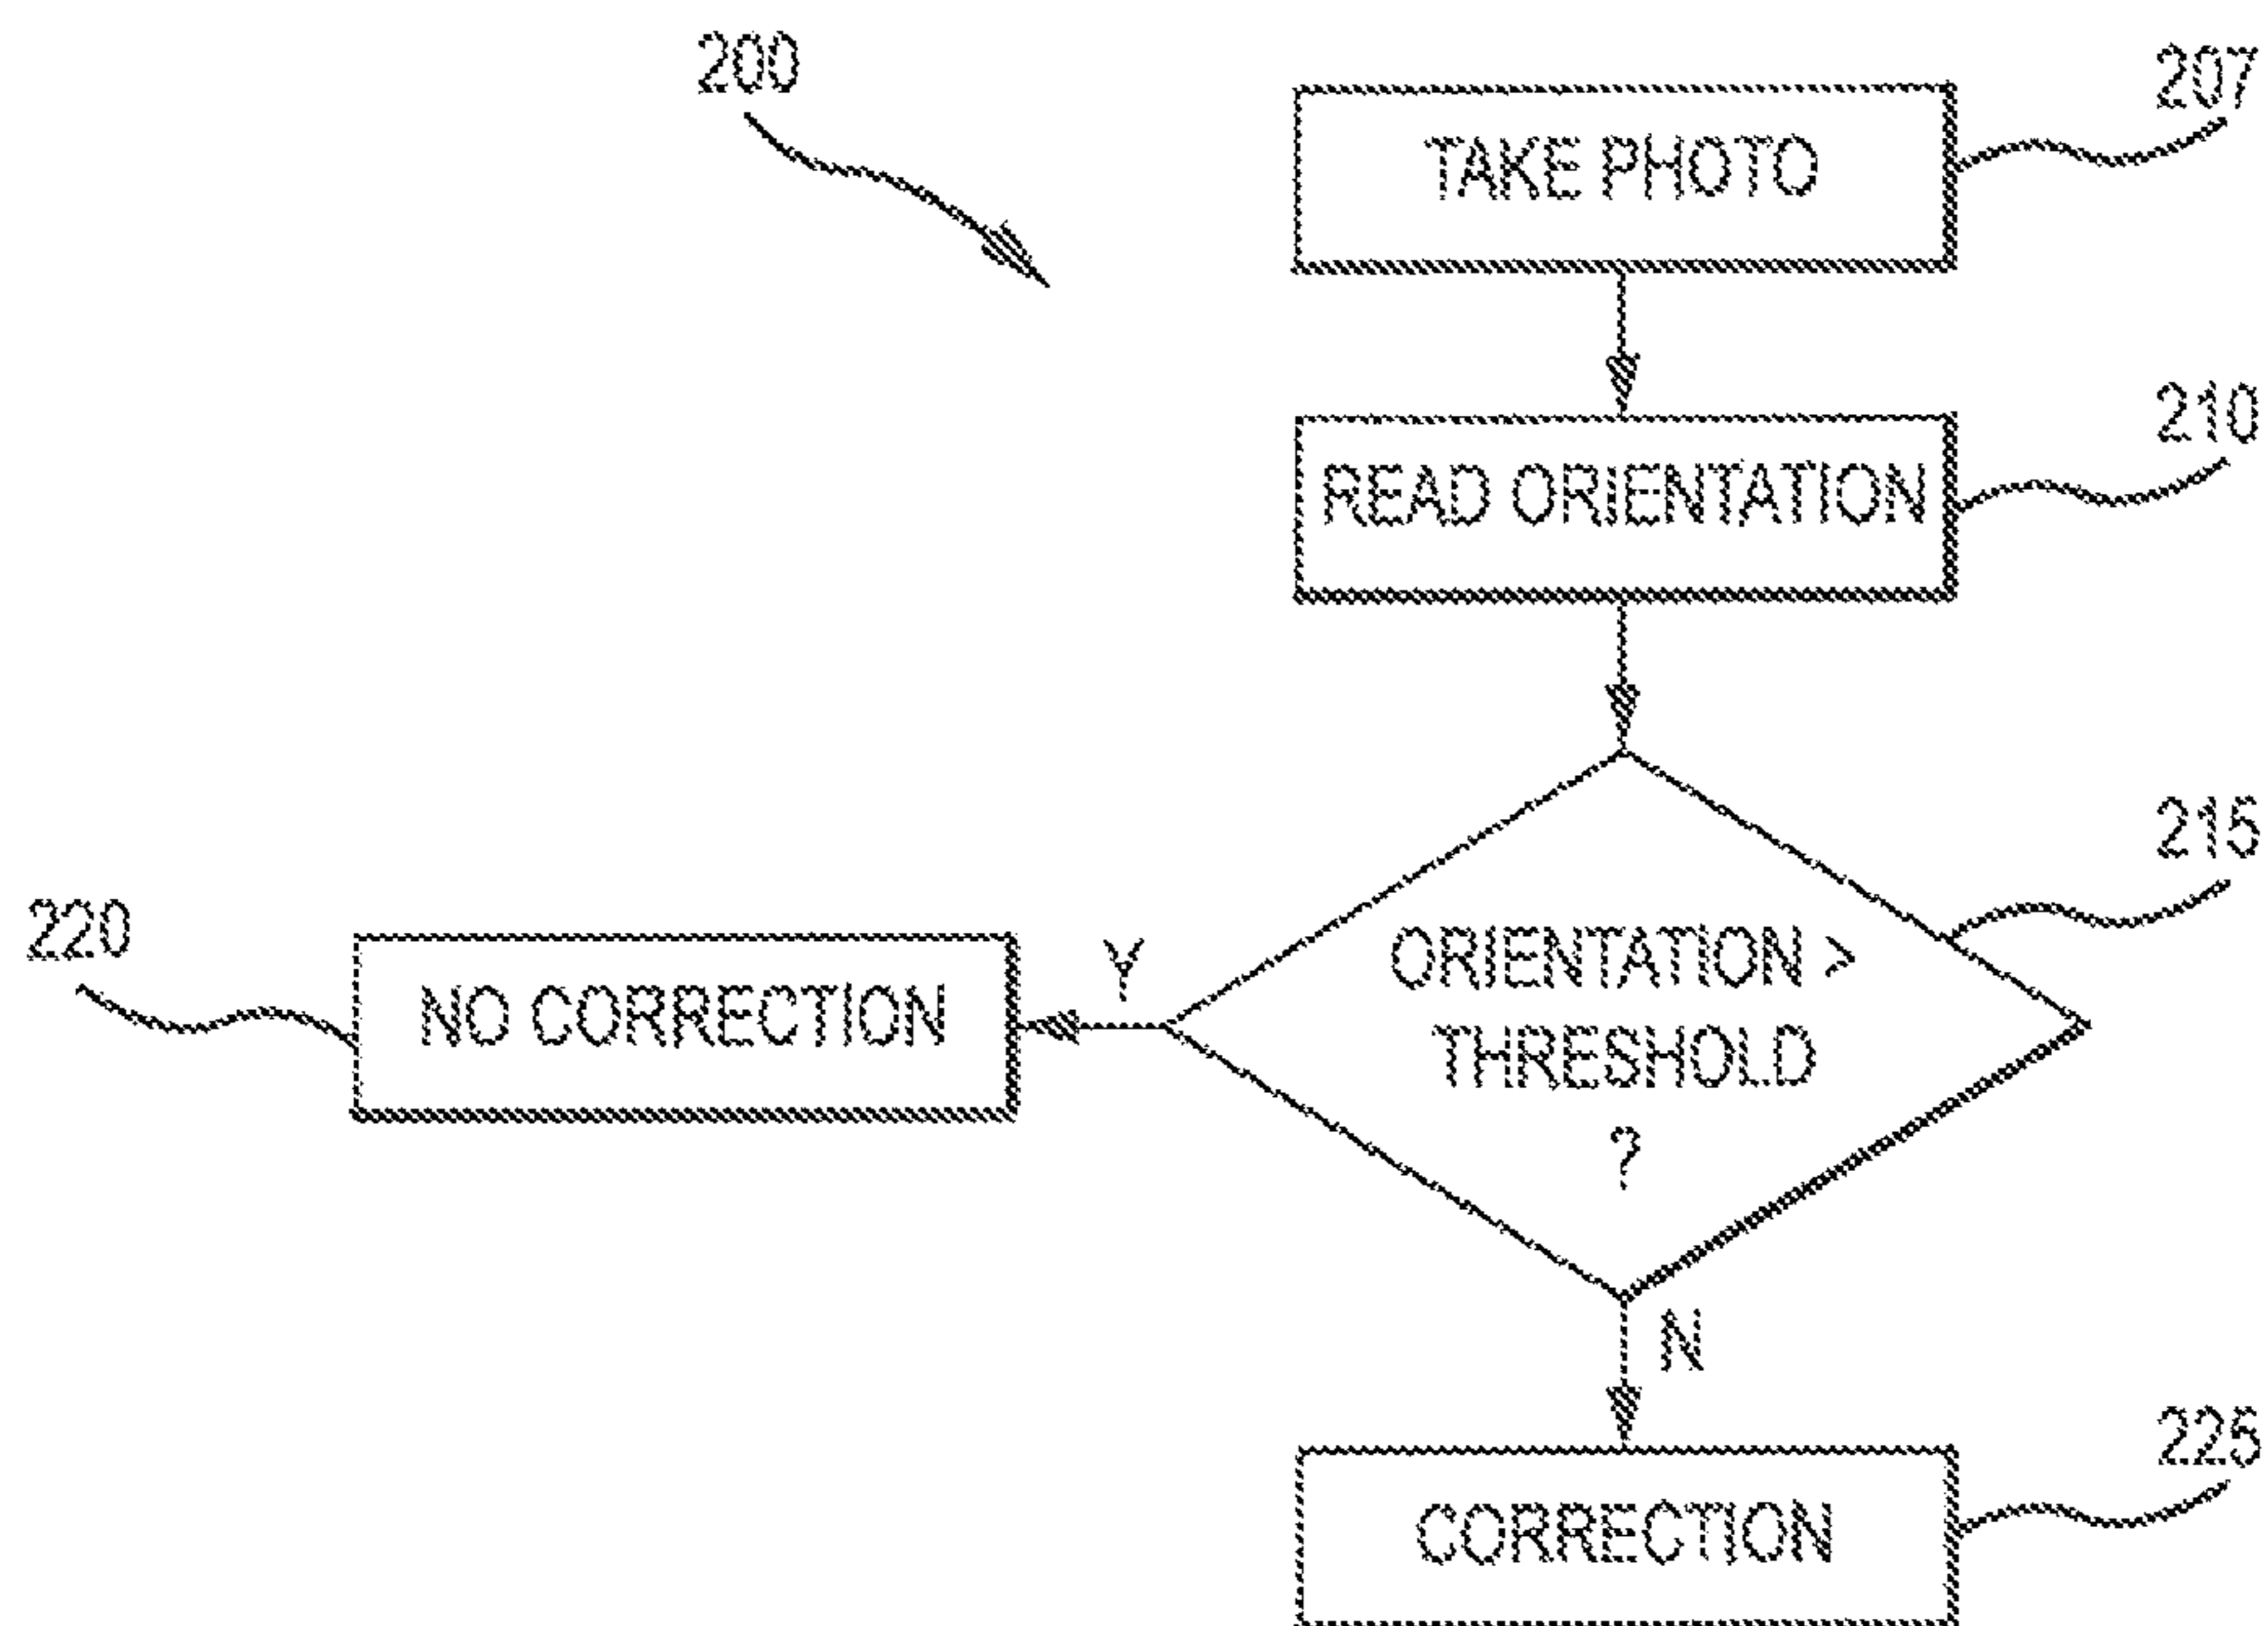 200
207
TAKE PHOTO
210
READ ORIENTATION
215
ORIENTATION >
THRESHOLD
?
Y
220
NO CORRECTION
N
225
CORRECTION